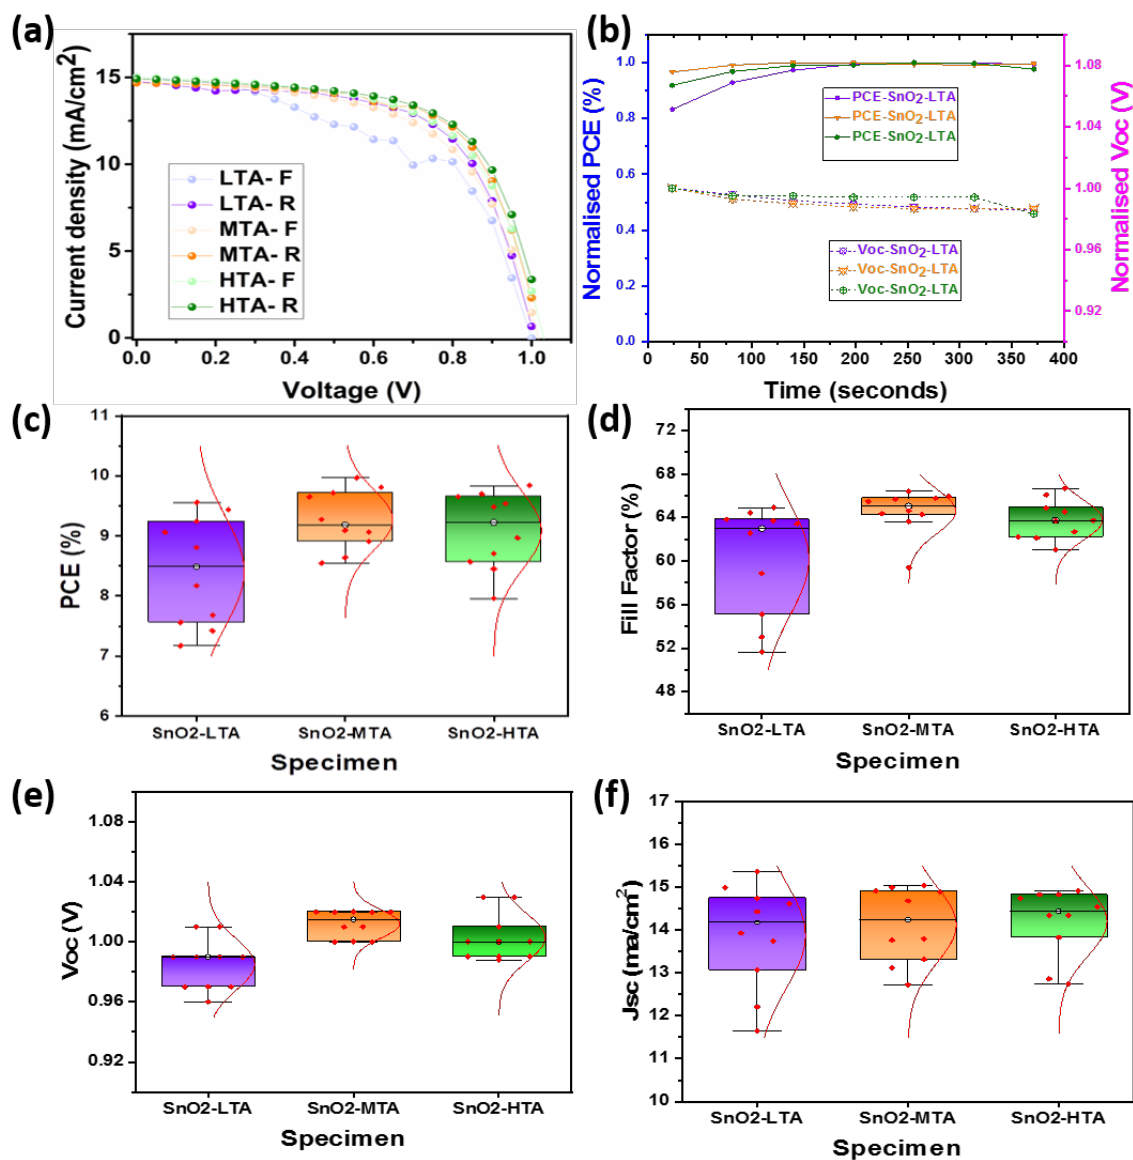 (a)
Current density (mA/cm2)
15
10
5
0
0.0 0.2 0.4 0.6 0.8 1.0
Voltage (V)
LTA- F
LTA- R
MTA- F
MTA- R
HTA- F
HTA- R
(b)
Normalised PCE (%)
1.0
0.8
0.6
0.4
0.2
0.0
0 50 100 150 200 250 300 350 400
Time (seconds)
Normalised Voc (V)
1.08
1.04
1.00
0.96
0.92
PCE-SnO2-LTA
PCE-SnO2-LTA
PCE-SnO2-LTA
Voc-SnO2-LTA
Voc-SnO2-LTA
Voc-SnO2-LTA
(c)
PCE (%)
11
10
9
8
7
6
SnO2-LTA SnO2-MTA SnO2-HTA
Specimen
(d)
Fill Factor (%)
72
68
64
60
56
52
48
SnO2-LTA SnO2-MTA SnO2-HTA
Specimen
(e)
Voc (V)
1.08
1.04
1.00
0.96
0.92
SnO2-LTA SnO2-MTA SnO2-HTA
Specimen
(f)
Jsc (ma/cm2)
17
16
15
14
13
12
11
10
SnO2-LTA SnO2-MTA SnO2-HTA
Specimen